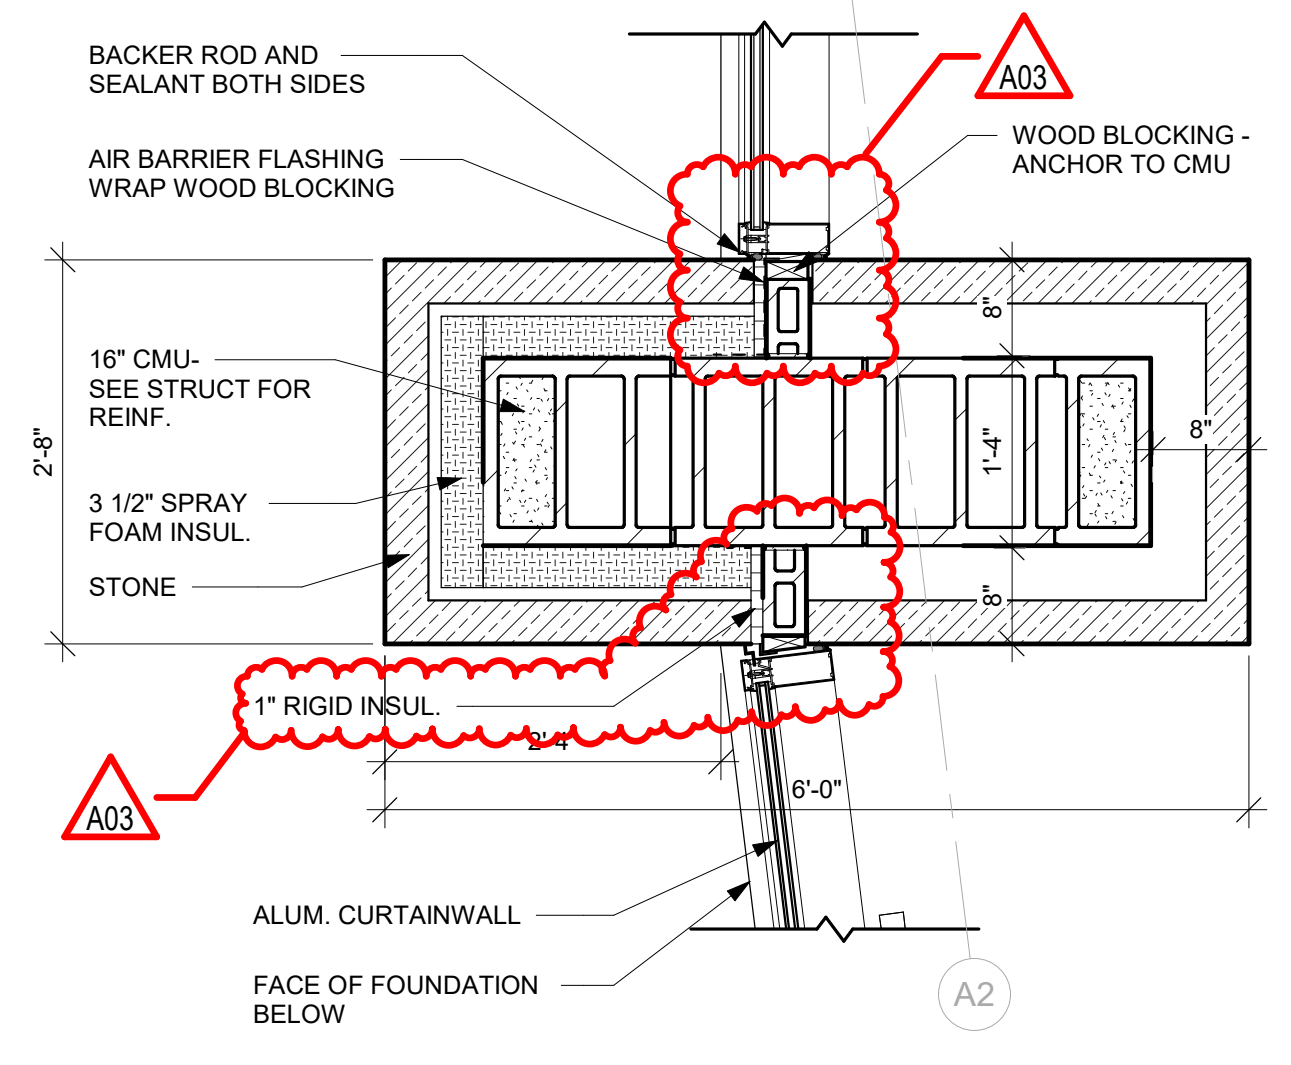 BACKER ROD AND
SEALANT BOTH SIDES
A03
AIR BARRIER FLASHING
WRAP WOOD BLOCKING
WOOD BLOCKING -
ANCHOR TO CMU
8"
16" CMU-
SEE STRUCT FOR
REINF.
2'-8"
1'-4"
8"
3 1/2" SPRAY
FOAM INSUL.
STONE
8"
1" RIGID INSUL.
2'-4"
6'-0"
A03
ALUM. CURTAINWALL
FACE OF FOUNDATION
BELOW
A2